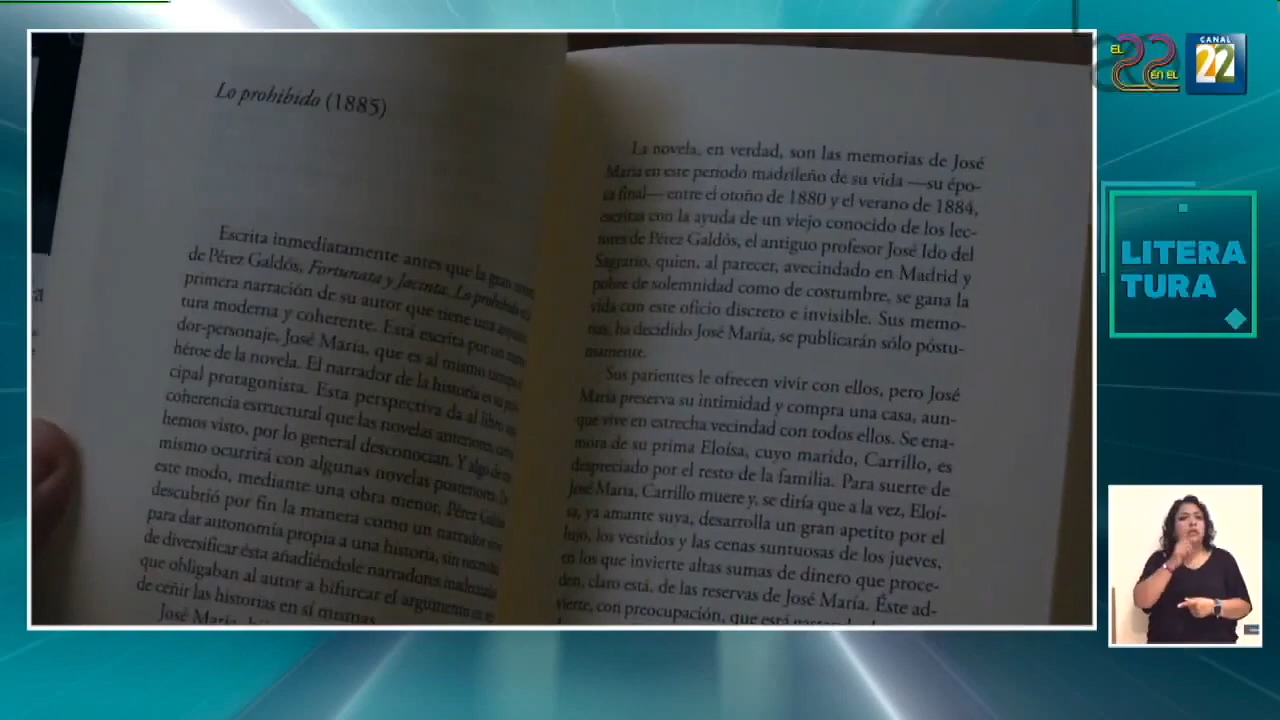 Lo prohibido (1885)
Escrita inmediatamente antes que la gran
de Pérez Galdós, Fortunata y Jacinta, Lo prohibido es
primera narración de su autor que tiene una
tura moderna y coherente. Está escrita por un
dor-personaje, José María, que es al mismo tiempo
héroe de la novela. El narrador de la historia es su
cipal protagonista. Esta perspectiva da al libro
coherencia estructural que las novelas anteriores, como
hemos visto, por lo general desconocían. Y algo de
mismo ocurrirá con algunas novelas posteriores. De
este modo, mediante una obra menor, Pérez Galdós
descubrió por fin la manera como un narrador
para dar autonomía propia a una historia, sin
de diversificar ésta añadiéndole narradores
que obligaban al autor a bifurcar el argumento en
de ceñir las historias en sí mismas.
José María,
La novela, en verdad, son las memorias de José
María en este periodo madrileño de su vida —su épo-
ca final— entre el otoño de 1880 y el verano de 1884,
escritas con la ayuda de un viejo conocido de los lec-
tores de Pérez Galdós, el antiguo profesor José Ido del
Sagrario, quien, al parecer, avecindado en Madrid y
pobre de solemnidad como de costumbre, se gana la
vida con este oficio discreto e invisible. Sus memo-
rias, ha decidido José María, se publicarán sólo póstu-
mamente.
Sus parientes le ofrecen vivir con ellos, pero José
María preserva su intimidad y compra una casa, aun-
que vive en estrecha vecindad con todos ellos. Se ena-
mora de su prima Eloísa, cuyo marido, Carrillo, es
despreciado por el resto de la familia. Para suerte de
José María, Carrillo muere y, se diría que a la vez, Eloí-
sa, ya amante suya, desarrolla un gran apetito por el
lujo, los vestidos y las cenas suntuosas de los jueves,
en los que invierte altas sumas de dinero que proce-
den, claro está, de las reservas de José María. Éste ad-
vierte, con preocupación, que está
EL 22 EN EL
CANAL 22
LITERA
TURA